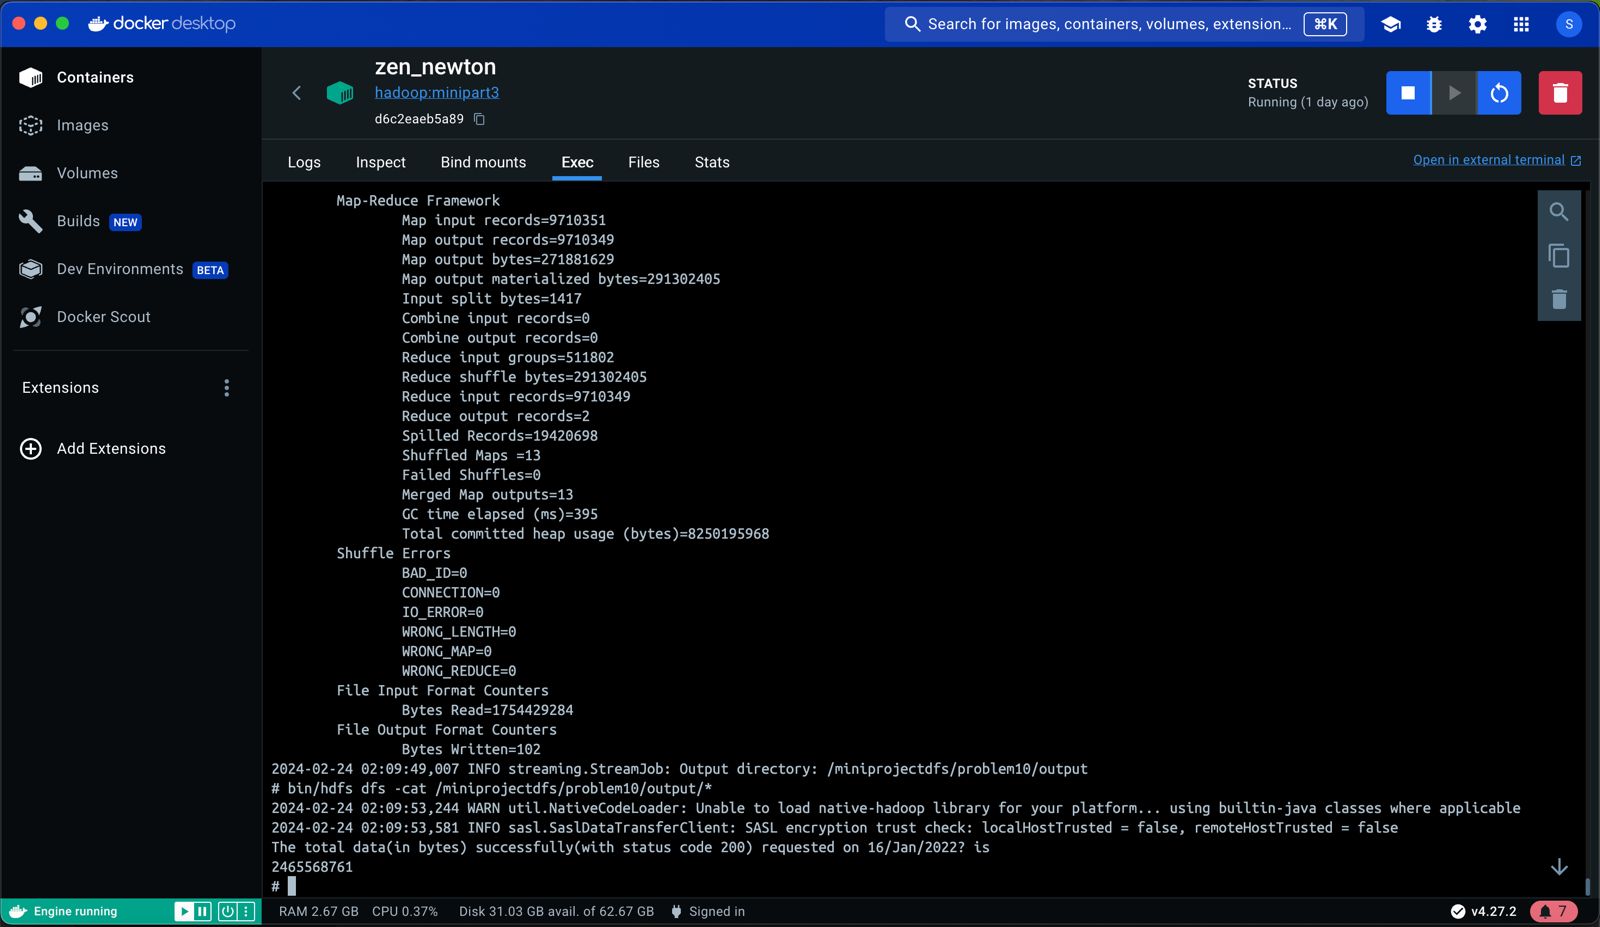 docker desktop
Search for images, containers, volumes, extension... ⌘K
S
Containers
Images
Volumes
Builds NEW
Dev Environments BETA
Docker Scout
Extensions
Add Extensions
zen_newton
hadoop:minipart3
d6c2eaeb5a89
STATUS
Running (1 day ago)
Logs Inspect Bind mounts Exec Files Stats
Open in external terminal
Map-Reduce Framework
Map input records=9710351
Map output records=9710349
Map output bytes=271881629
Map output materialized bytes=291302405
Input split bytes=1417
Combine input records=0
Combine output records=0
Reduce input groups=511802
Reduce shuffle bytes=291302405
Reduce input records=9710349
Reduce output records=2
Spilled Records=19420698
Shuffled Maps =13
Failed Shuffles=0
Merged Map outputs=13
GC time elapsed (ms)=395
Total committed heap usage (bytes)=8250195968
Shuffle Errors
BAD_ID=0
CONNECTION=0
IO_ERROR=0
WRONG_LENGTH=0
WRONG_MAP=0
WRONG_REDUCE=0
File Input Format Counters
Bytes Read=1754429284
File Output Format Counters
Bytes Written=102
2024-02-24 02:09:49,007 INFO streaming.StreamJob: Output directory: /miniprojectdfs/problem10/output
# bin/hdfs dfs -cat /miniprojectdfs/problem10/output/*
2024-02-24 02:09:53,244 WARN util.NativeCodeLoader: Unable to load native-hadoop library for your platform... using builtin-java classes where applicable
2024-02-24 02:09:53,581 INFO sasl.SaslDataTransferClient: SASL encryption trust check: localHostTrusted = false, remoteHostTrusted = false
The total data(in bytes) successfully(with status code 200) requested on 16/Jan/2022? is
2465568761
#
Engine running
RAM 2.67 GB CPU 0.37% Disk 31.03 GB avail. of 62.67 GB Signed in
v4.27.2
7